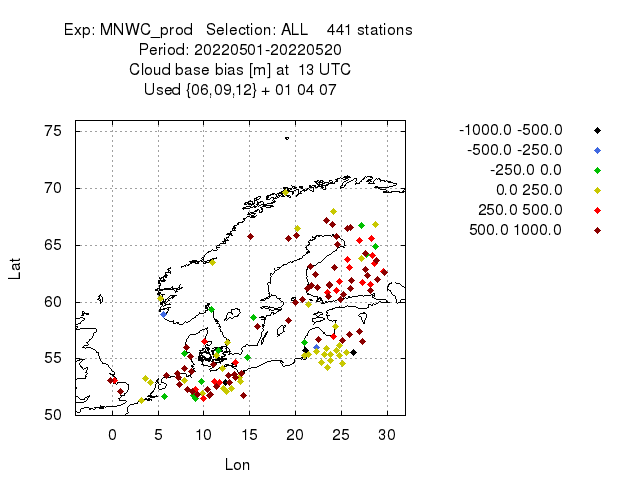 Exp: MNWC_prod   Selection: ALL    441 stations
Period: 20220501-20220520
Cloud base bias [m] at  13 UTC
Used {06,09,12} + 01 04 07
-1000.0 -500.0
-500.0 -250.0
-250.0 0.0
0.0 250.0
250.0 500.0
500.0 1000.0
75
70
65
60
55
50
Lat
0 5 10 15 20 25 30
Lon